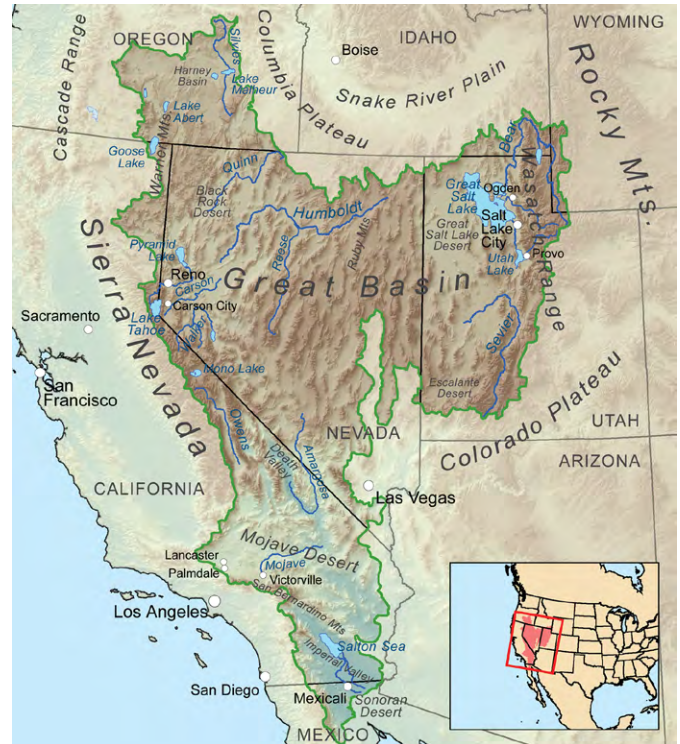 WYOMING
OREGON
IDAHO
Cascade Range
Silvies
Columbia Plateau
Boise
Rocky Mts.
Harney
Basin
Lake
Malheur
Snake River Plain
Lake
Abert
Warner Mts.
Goose
Lake
Quinn
Bear
Wasatch Range
Black
Rock
Desert
Great
Salt
Lake
Ogden
Humboldt
Salt
Lake
City
Great
Salt Lake
Desert
Ruby Mts.
Reese
Pyramid
Lake
Utah
Lake
Provo
Sierra Nevada
Reno
Great Basin
Carson
Carson City
Lake
Tahoe
Walker
Sevier
Sacramento
Mono Lake
San
Francisco
Escalante
Desert
Colorado Plateau
UTAH
Owens
NEVADA
ARIZONA
Death
Valley
Amargosa
CALIFORNIA
Las Vegas
Mojave Desert
Lancaster
Palmdale
Mojave
Victorville
San Bernardino Mts
Los Angeles
Salton Sea
Imperial Valley
San Diego
Mexicali
Sonoran
Desert
MEXICO